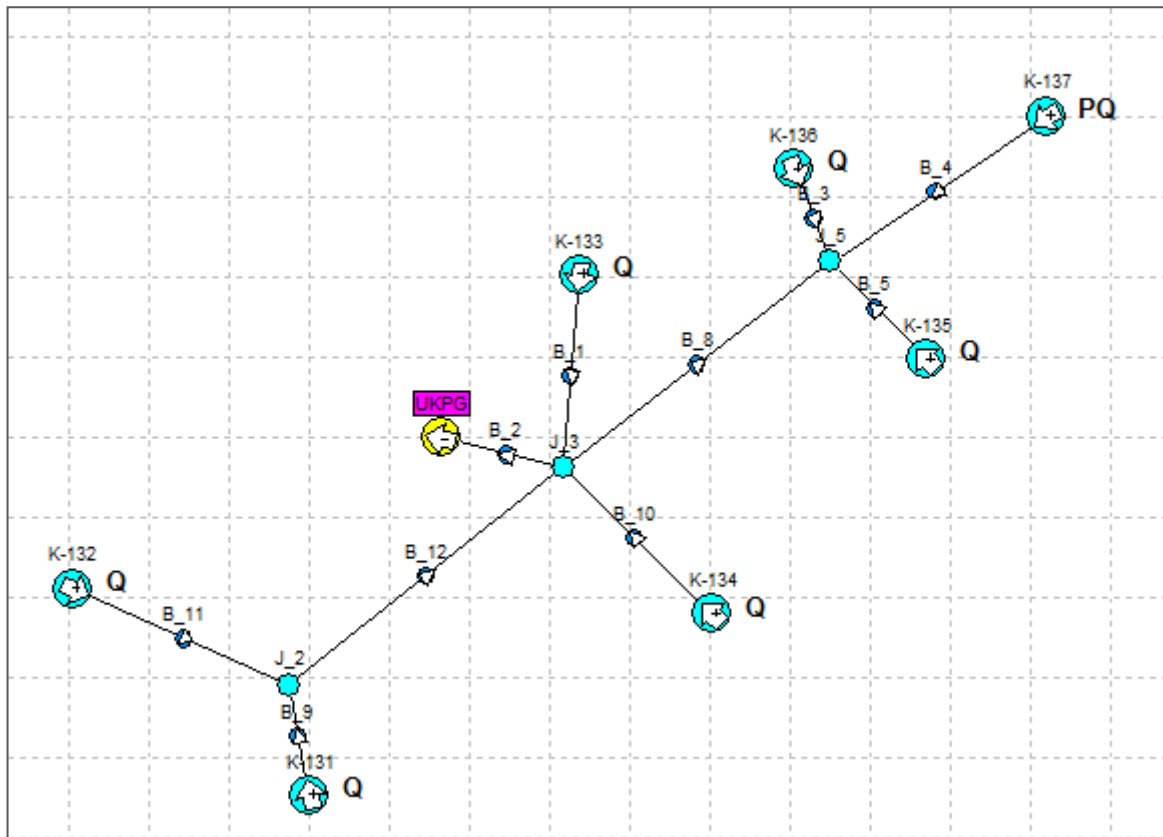 K-137
PQ
K-136
Q
B_4
B_3
J_5
K-133
Q
B_5
K-135
Q
B_8
B_1
UKPG
B_2
J_3
B_10
K-132
Q
B_12
K-134
Q
B_11
J_2
B_9
K-131
Q